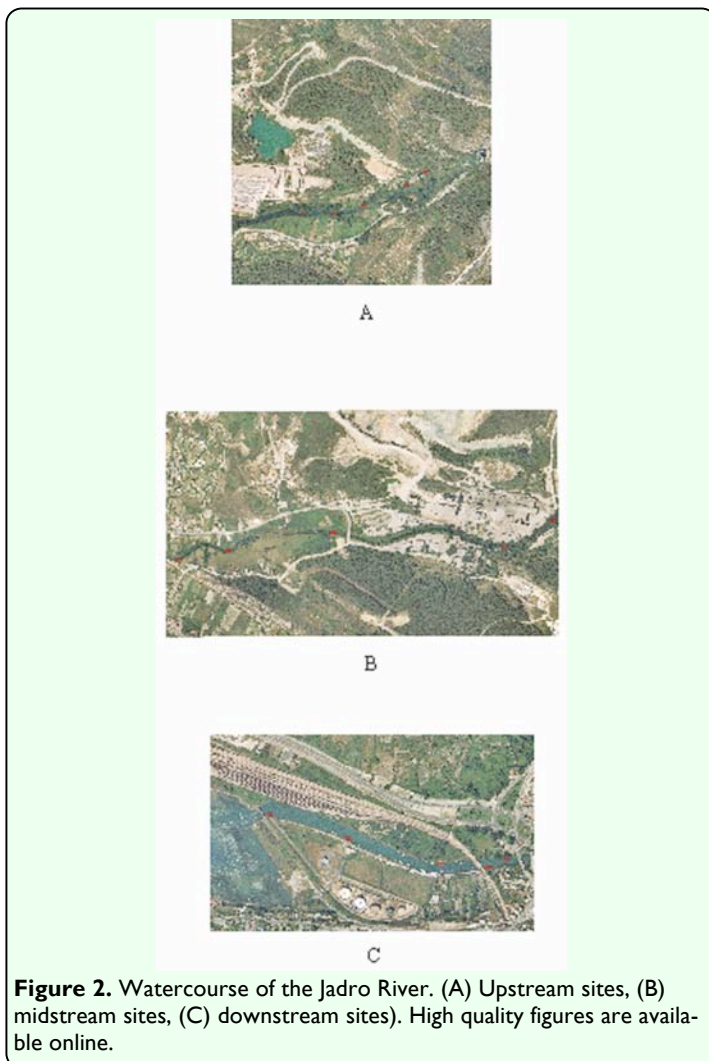 A
B
C
Figure 2. Watercourse of the Jadro River. (A) Upstream sites, (B)
midstream sites, (C) downstream sites). High quality figures are availa-
ble online.